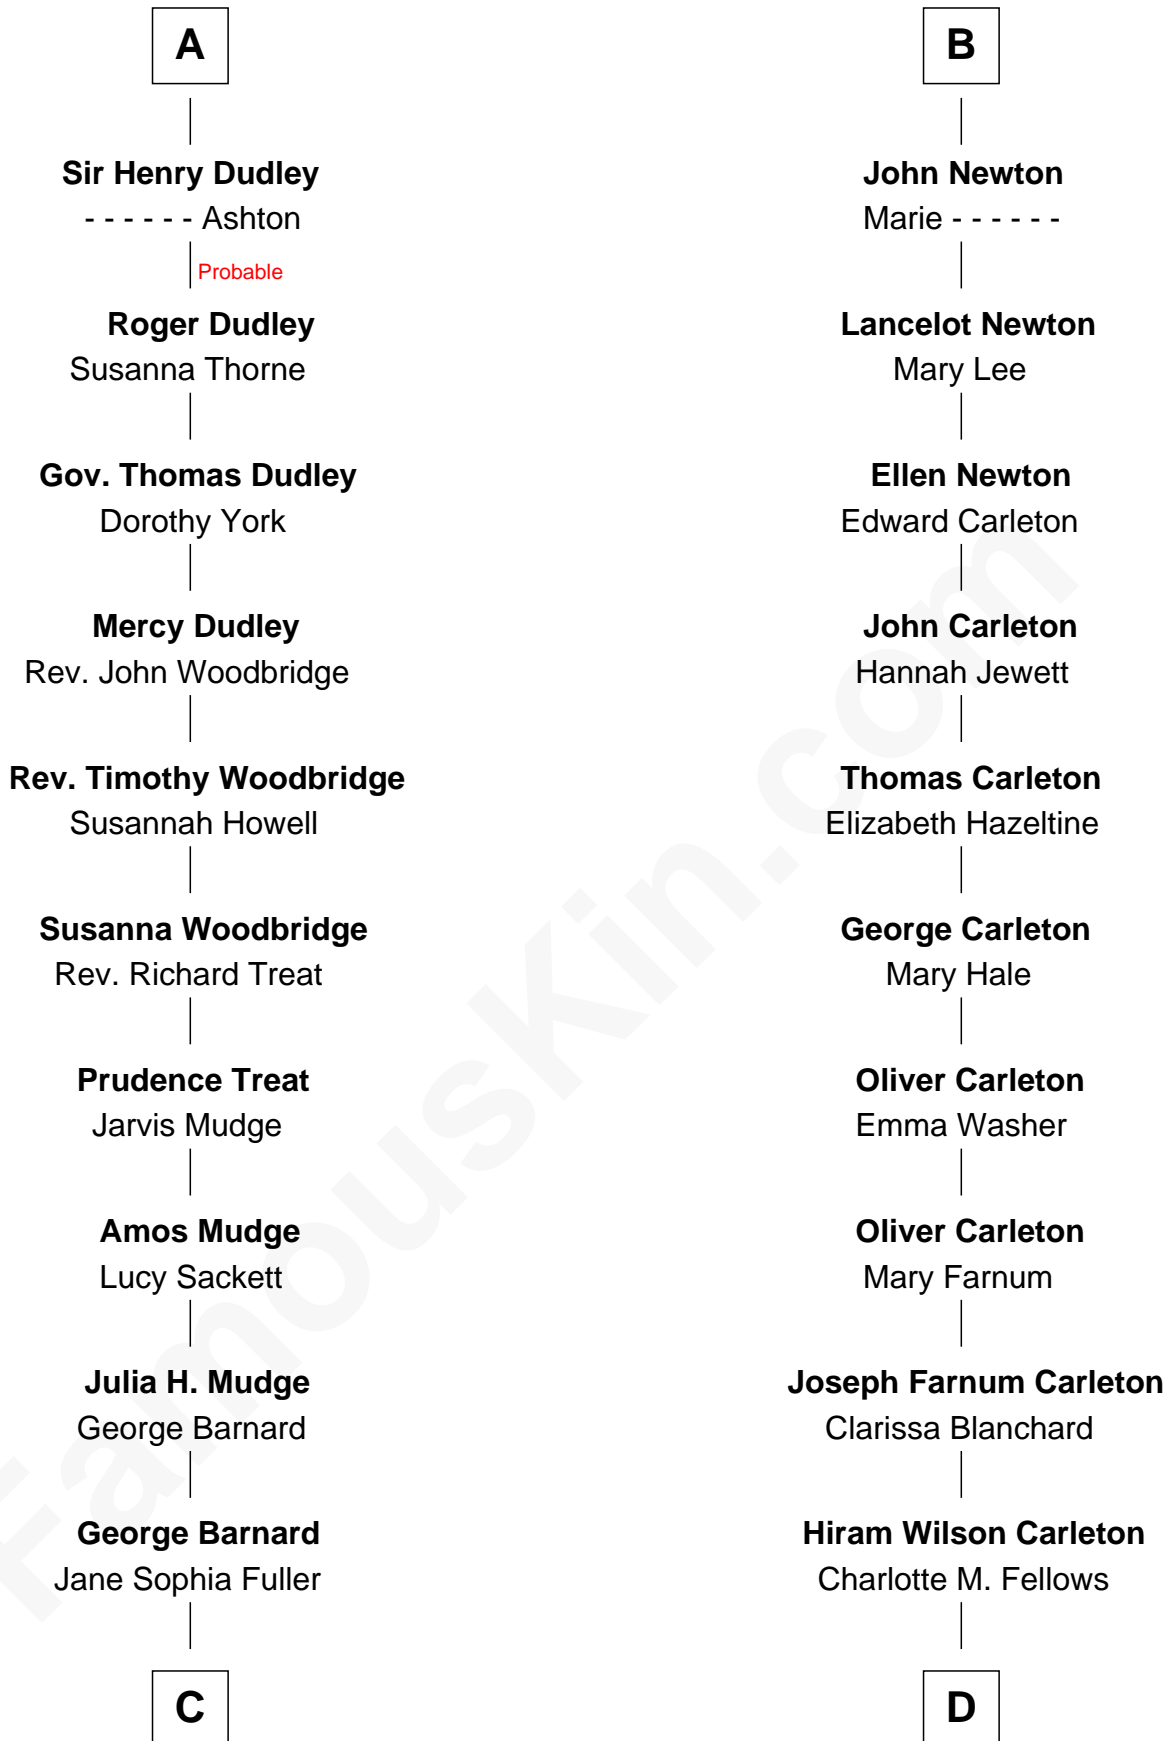 A
Sir Henry Dudley
- - - - - - Ashton
Probable
Roger Dudley
Susanna Thorne
Gov. Thomas Dudley
Dorothy York
Mercy Dudley
Rev. John Woodbridge
Rev. Timothy Woodbridge
Susannah Howell
Susanna Woodbridge
Rev. Richard Treat
Prudence Treat
Jarvis Mudge
Amos Mudge
Lucy Sackett
Julia H. Mudge
George Barnard
George Barnard
Jane Sophia Fuller
C
B
John Newton
Marie - - - - - -
Lancelot Newton
Mary Lee
Ellen Newton
Edward Carleton
John Carleton
Hannah Jewett
Thomas Carleton
Elizabeth Hazeltine
George Carleton
Mary Hale
Oliver Carleton
Emma Washer
Oliver Carleton
Mary Farnum
Joseph Farnum Carleton
Clarissa Blanchard
Hiram Wilson Carleton
Charlotte M. Fellows
D
FamousKin.com